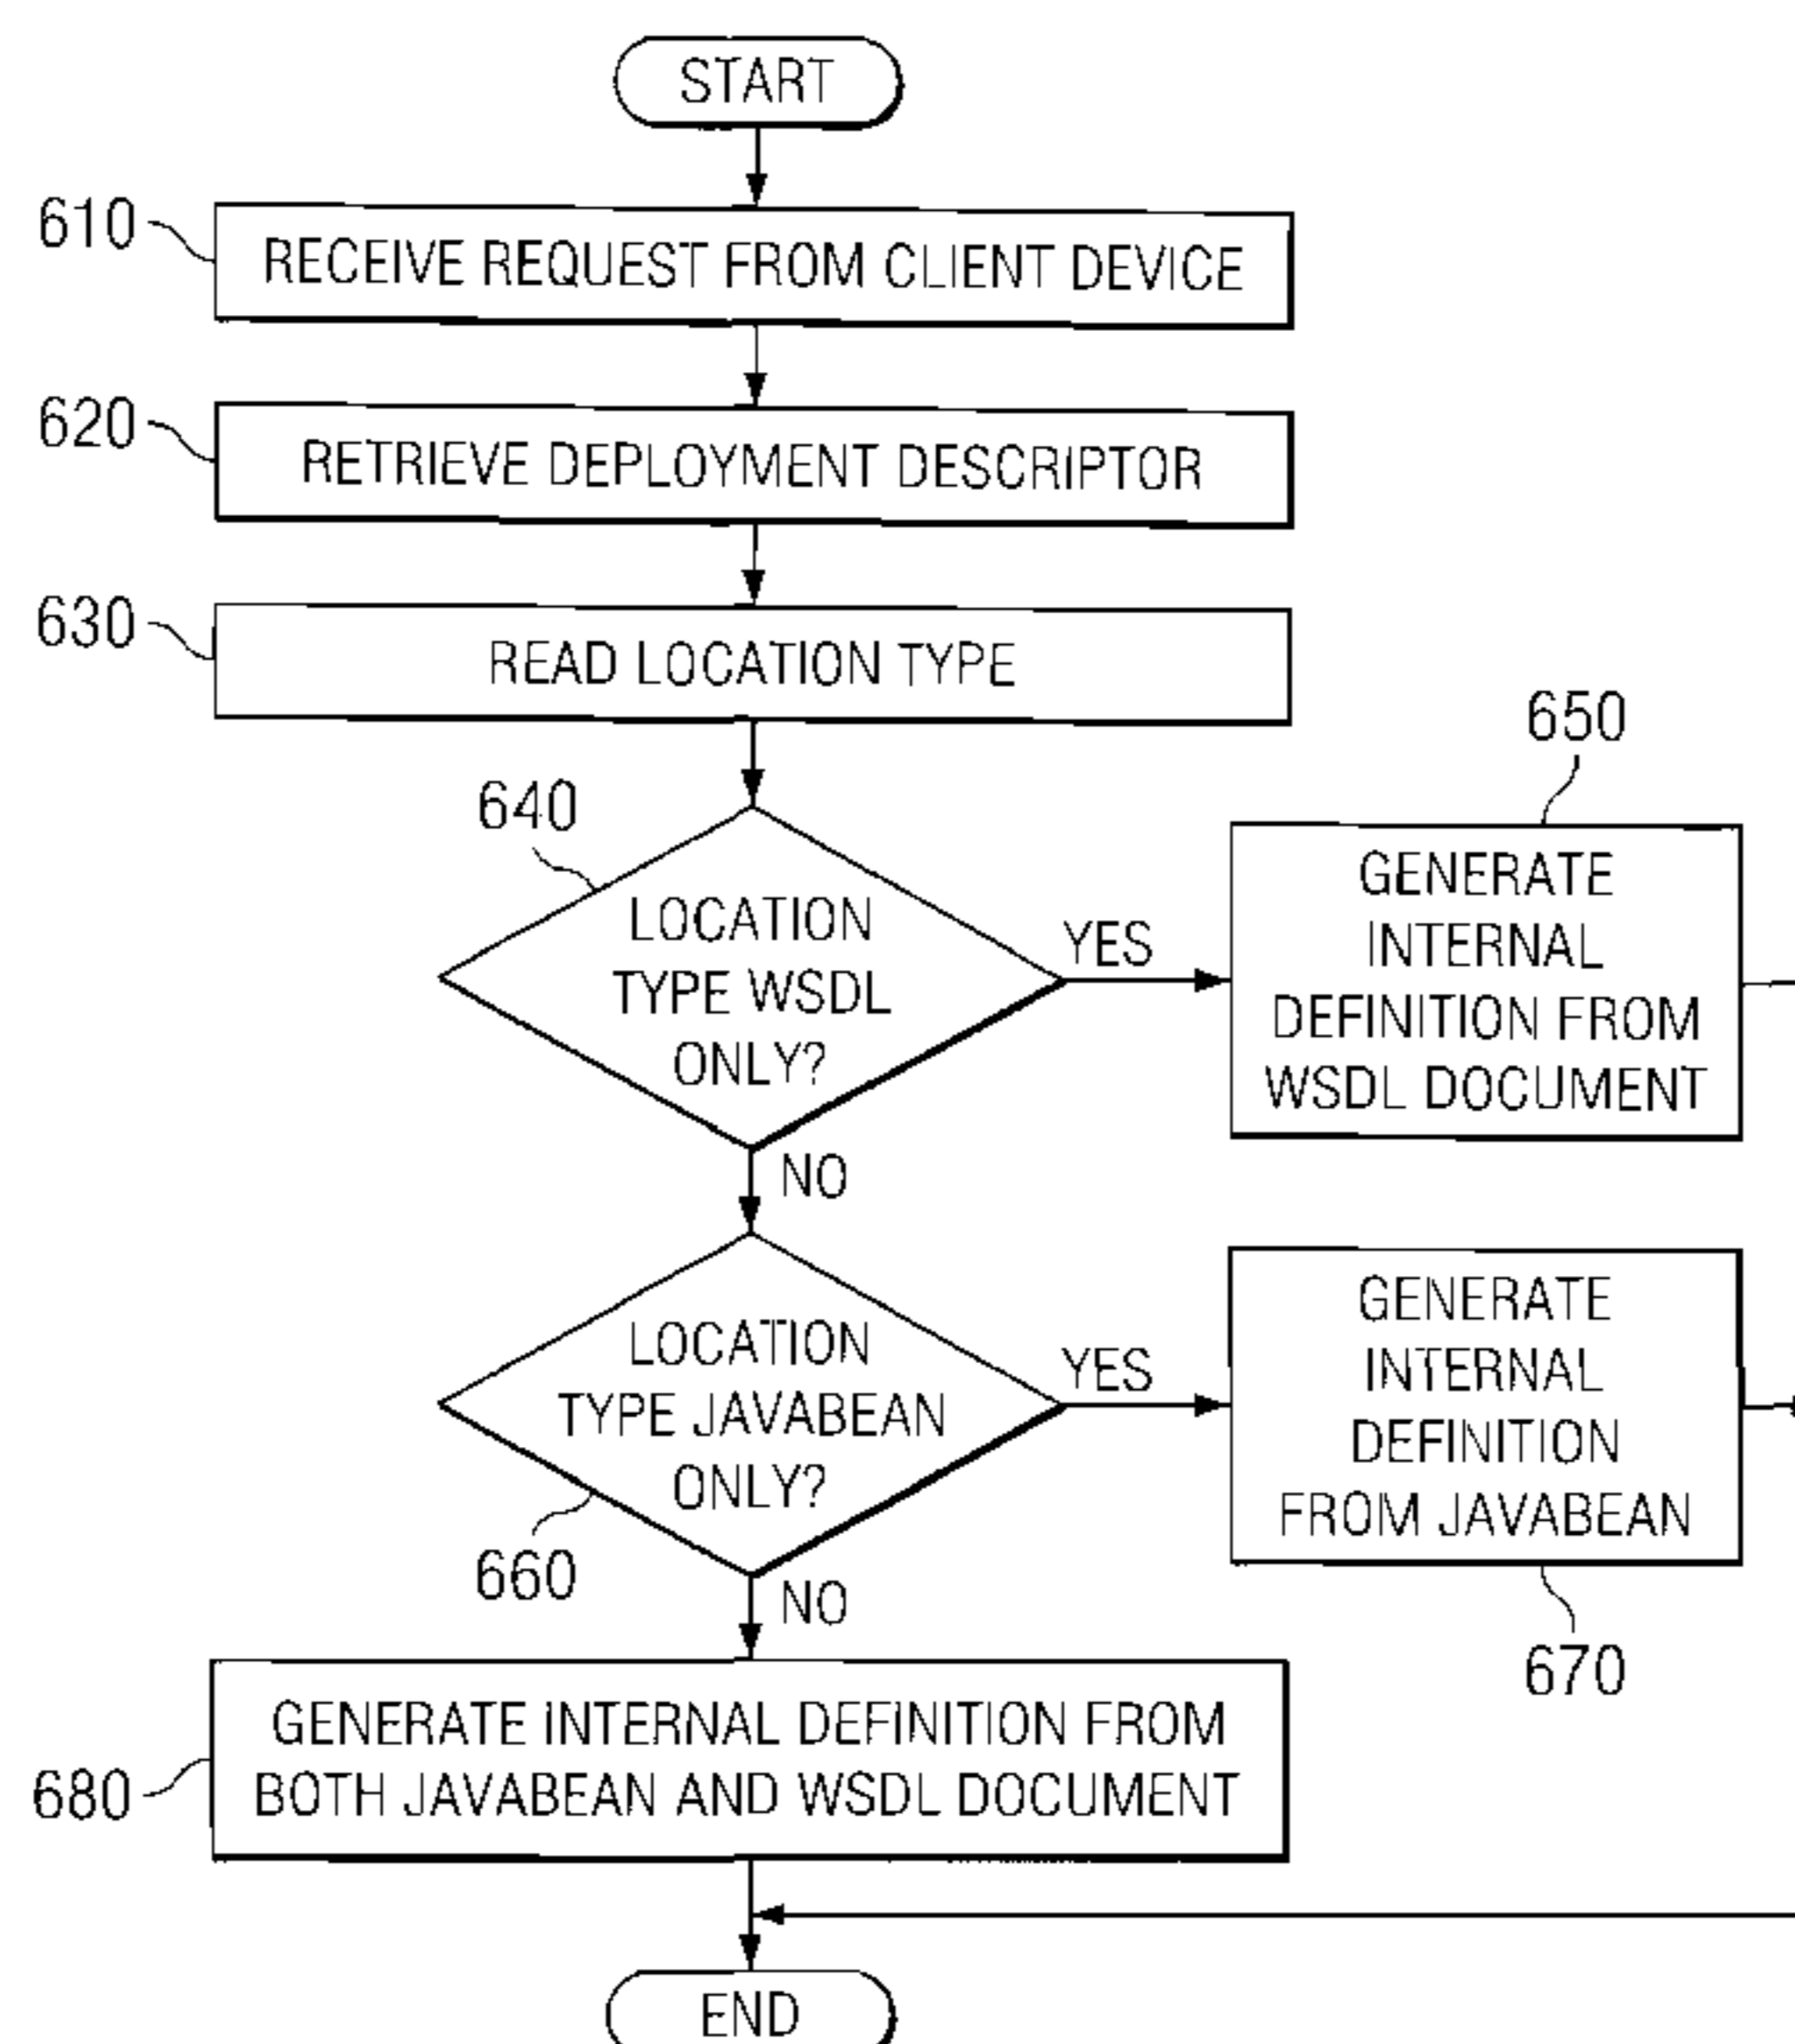 START
610
RECEIVE REQUEST FROM CLIENT DEVICE
620
RETRIEVE DEPLOYMENT DESCRIPTOR
630
READ LOCATION TYPE
640
LOCATION
TYPE WSDL
ONLY?
YES
650
GENERATE
INTERNAL
DEFINITION FROM
WSDL DOCUMENT
NO
LOCATION
TYPE JAVABEAN
ONLY?
660
YES
GENERATE
INTERNAL
DEFINITION
FROM JAVABEAN
670
NO
680
GENERATE INTERNAL DEFINITION FROM
BOTH JAVABEAN AND WSDL DOCUMENT
END